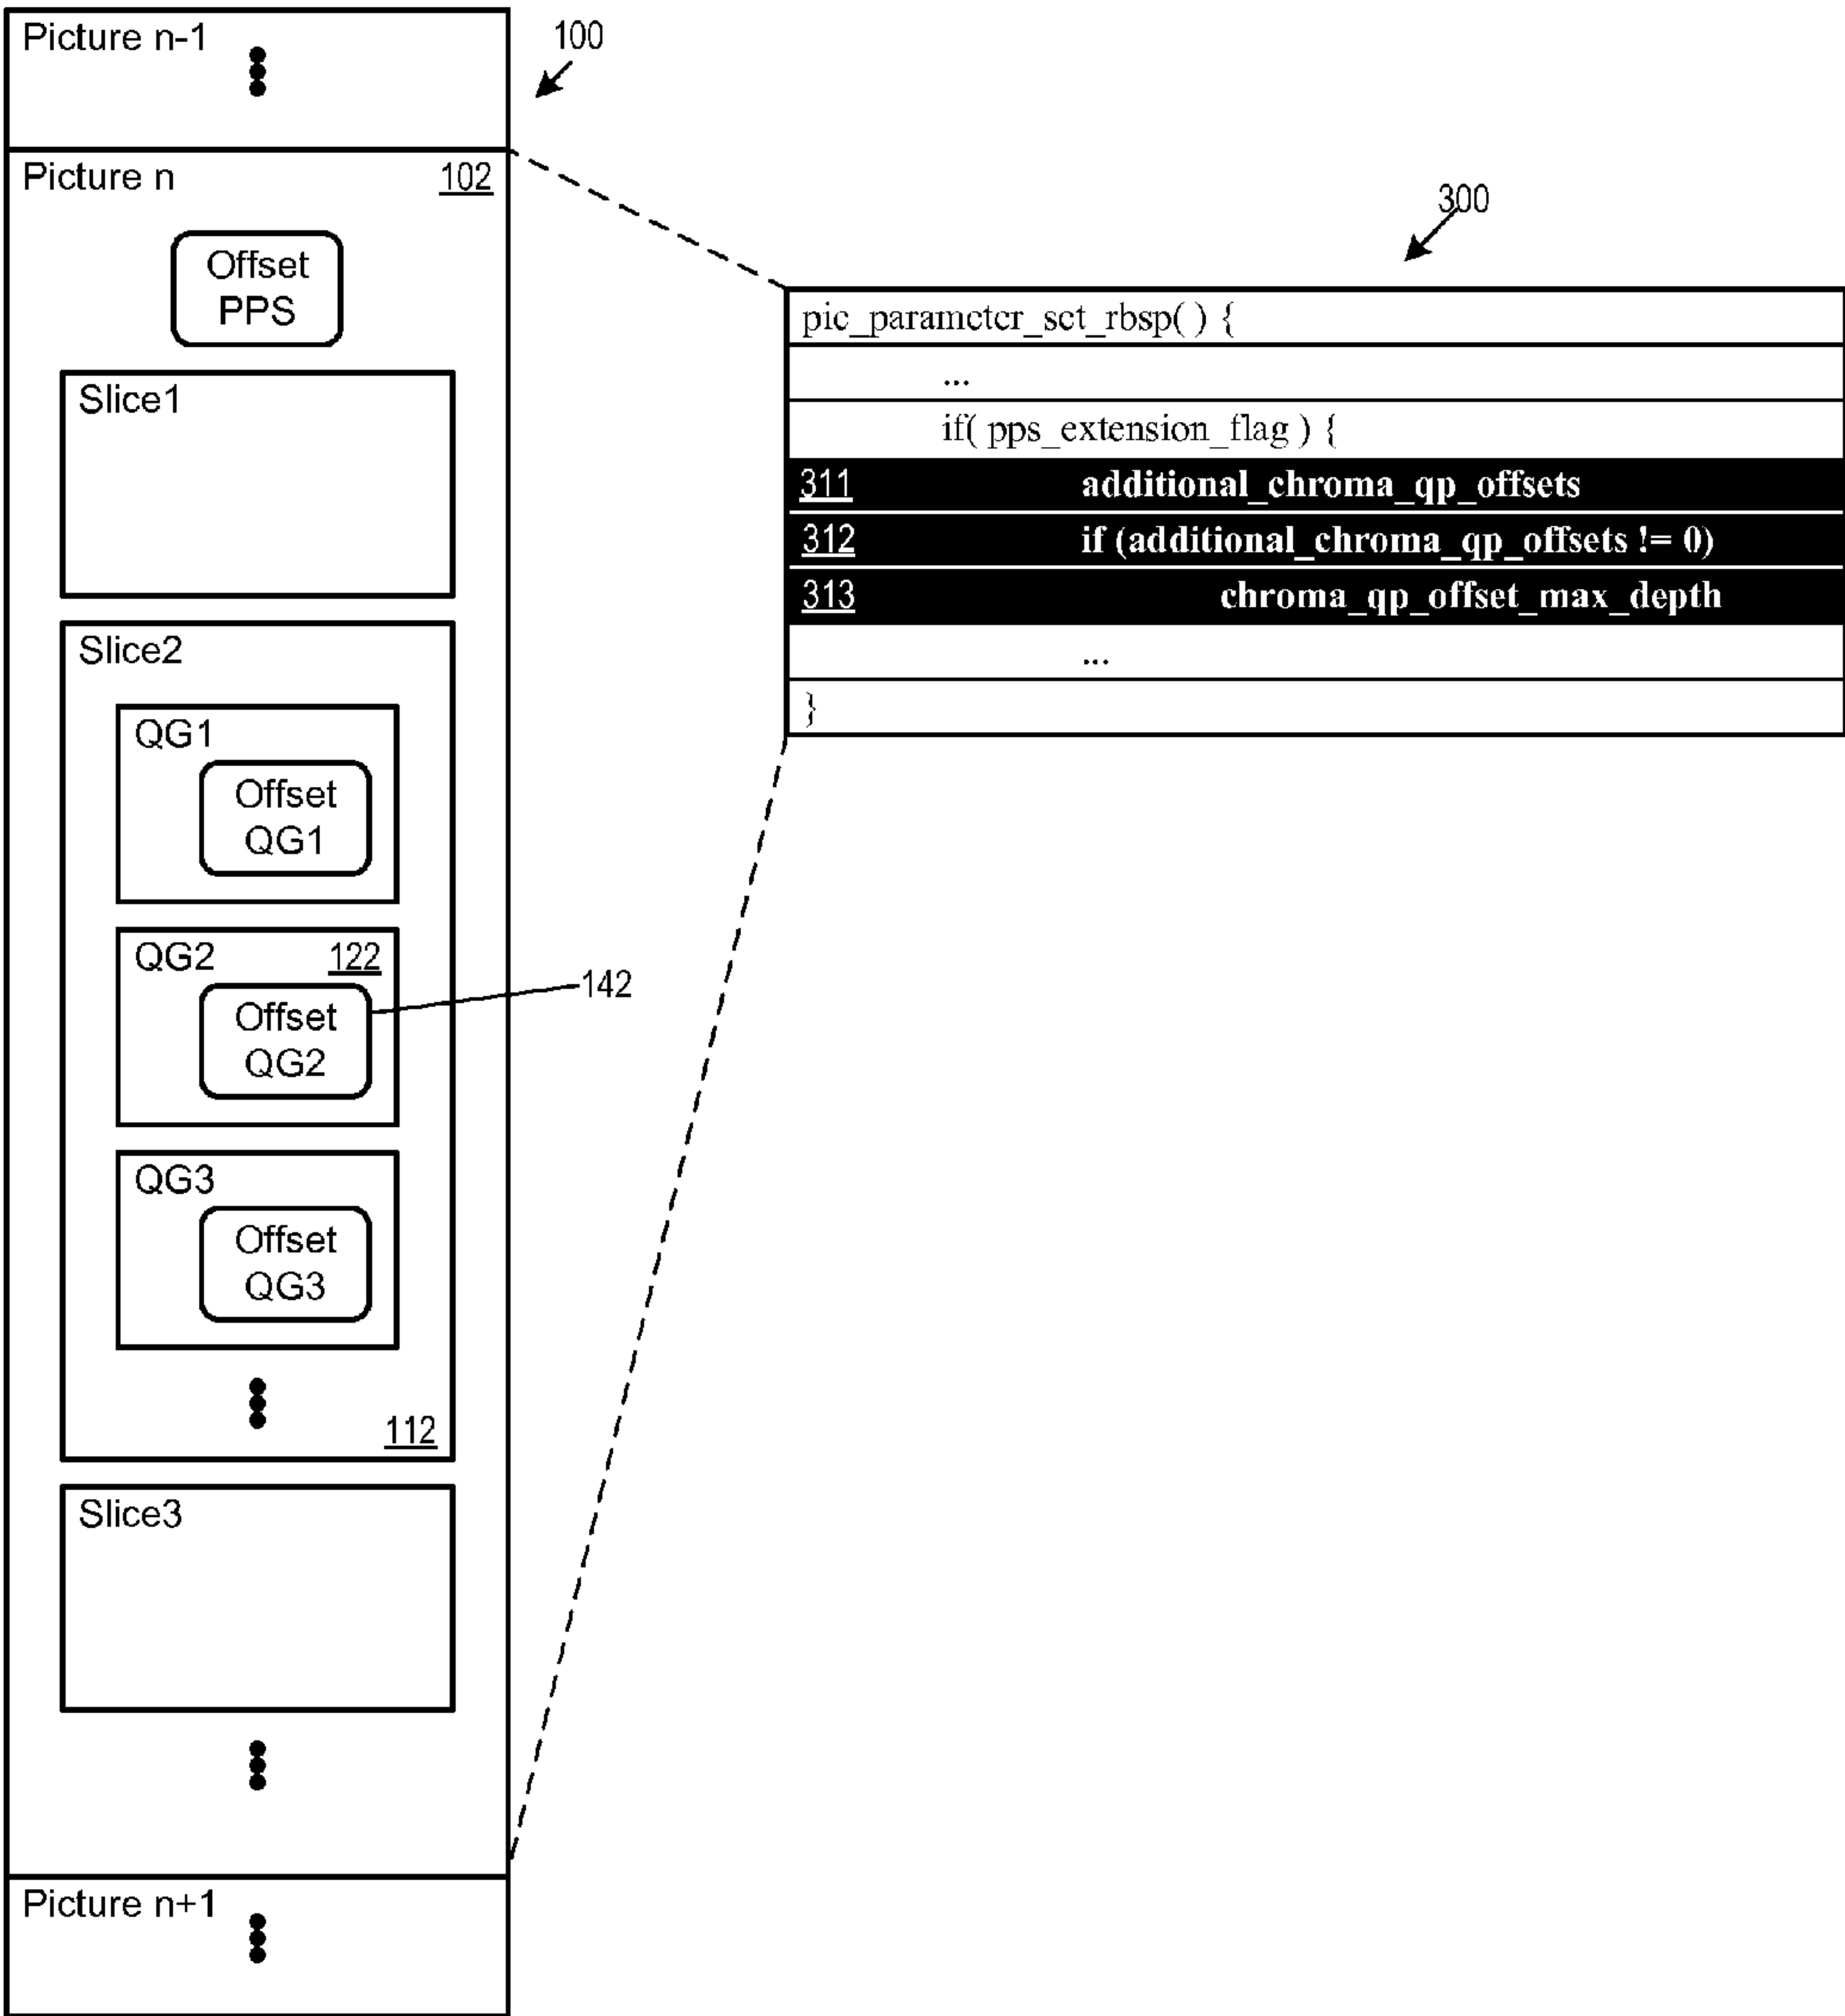 Picture n-1
100
Picture n
102
Offset
PPS
Slice1
Slice2
QG1
Offset
QG1
QG2
122
Offset
QG2
142
QG3
Offset
QG3
112
Slice3
Picture n+1
300
pic_parameter_set_rbsp( ) {
...
if( pps_extension_flag ) {
311 additional_chroma_qp_offsets
312 if (additional_chroma_qp_offsets != 0)
313 chroma_qp_offset_max_depth
...
}